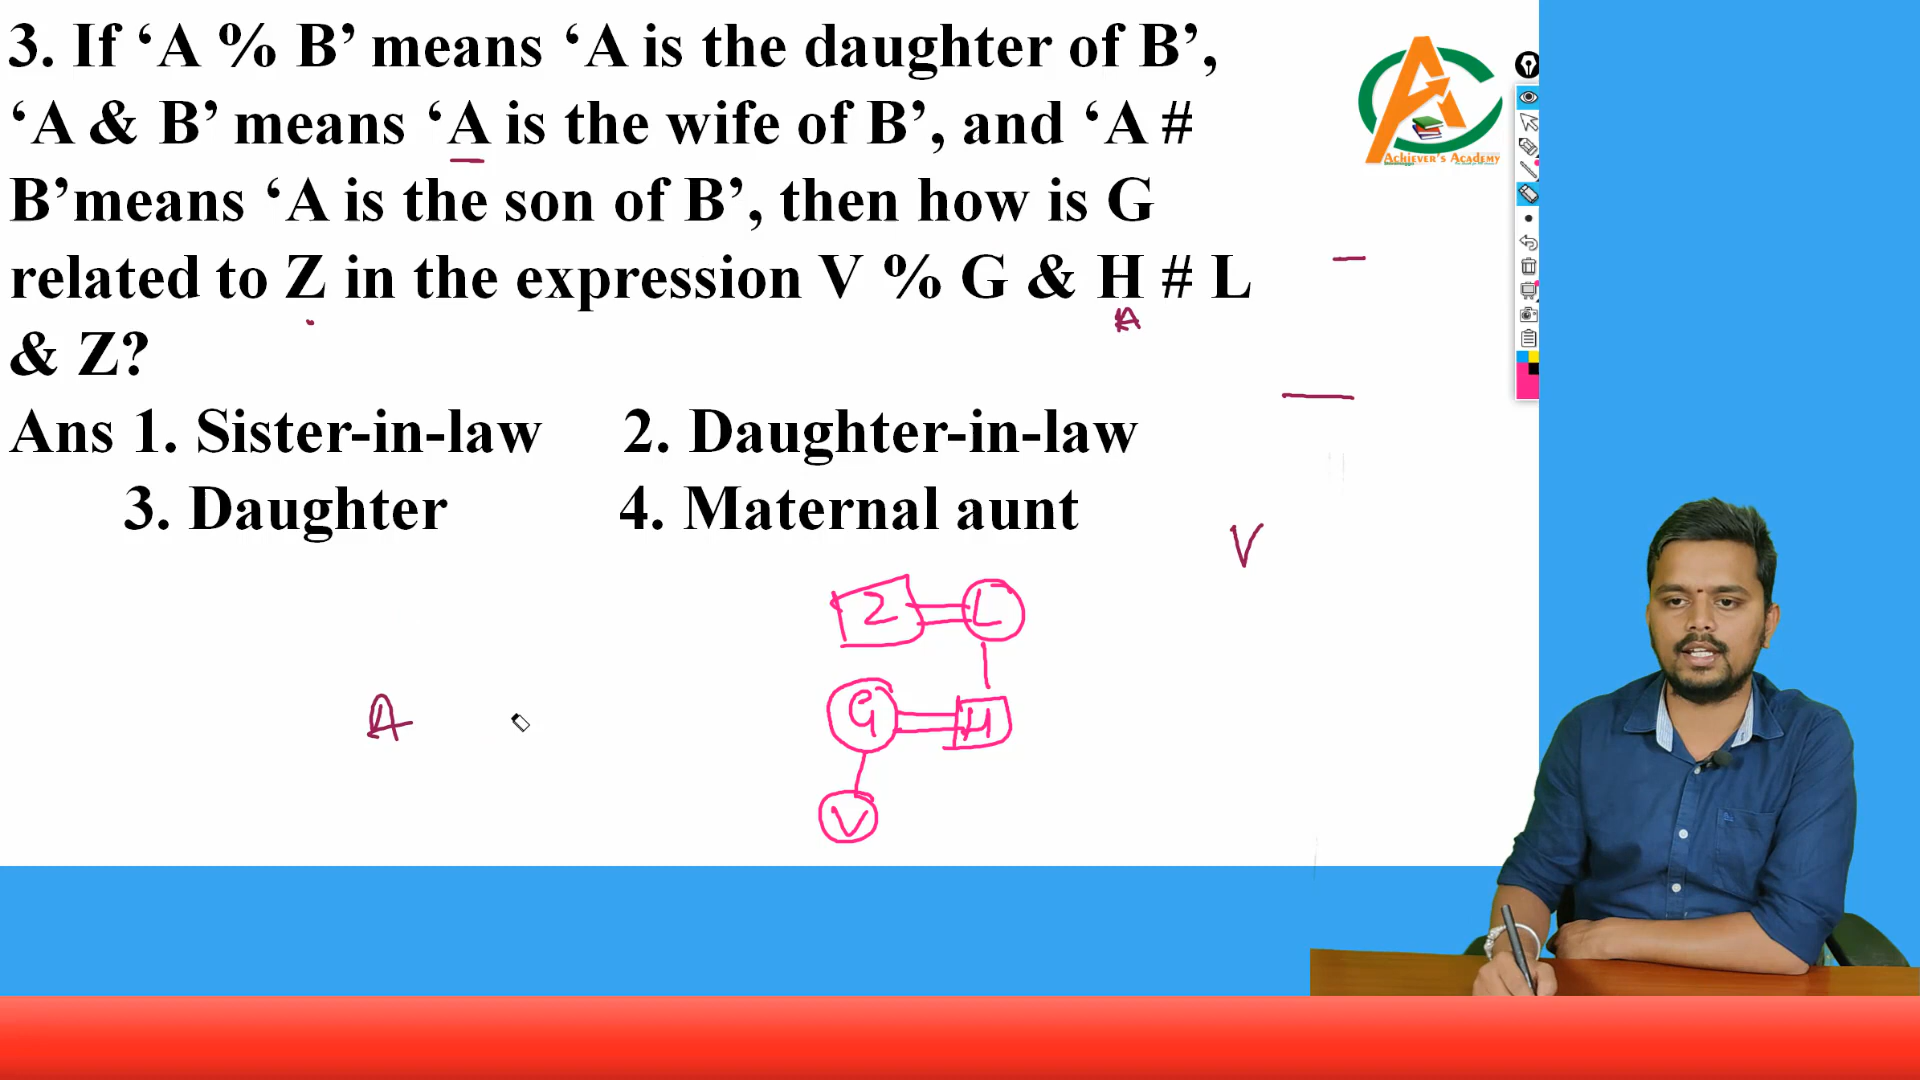 3. If ‘A % B’ means ‘A is the daughter of B’,
‘A & B’ means ‘A is the wife of B’, and ‘A #
B’means ‘A is the son of B’, then how is G
related to Z in the expression V % G & H # L
& Z?
Ans 1. Sister-in-law 2. Daughter-in-law
3. Daughter 4. Maternal aunt
ACHIEVER'S ACADEMY
A
V
Z L
G H
V
A